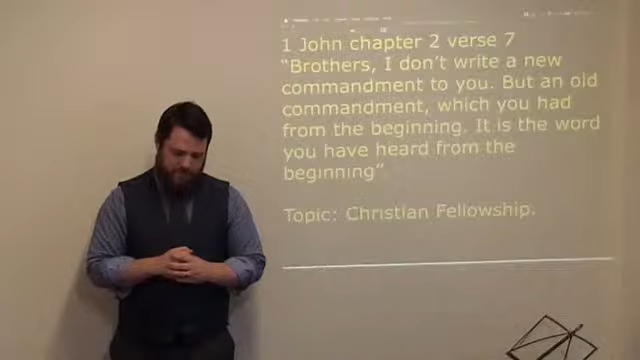 1 John chapter 2 verse 7
“Brothers, I don’t write a new
commandment to you. But an old
commandment, which you had
from the beginning. It is the word
you have heard from the
beginning”
Topic: Christian Fellowship.